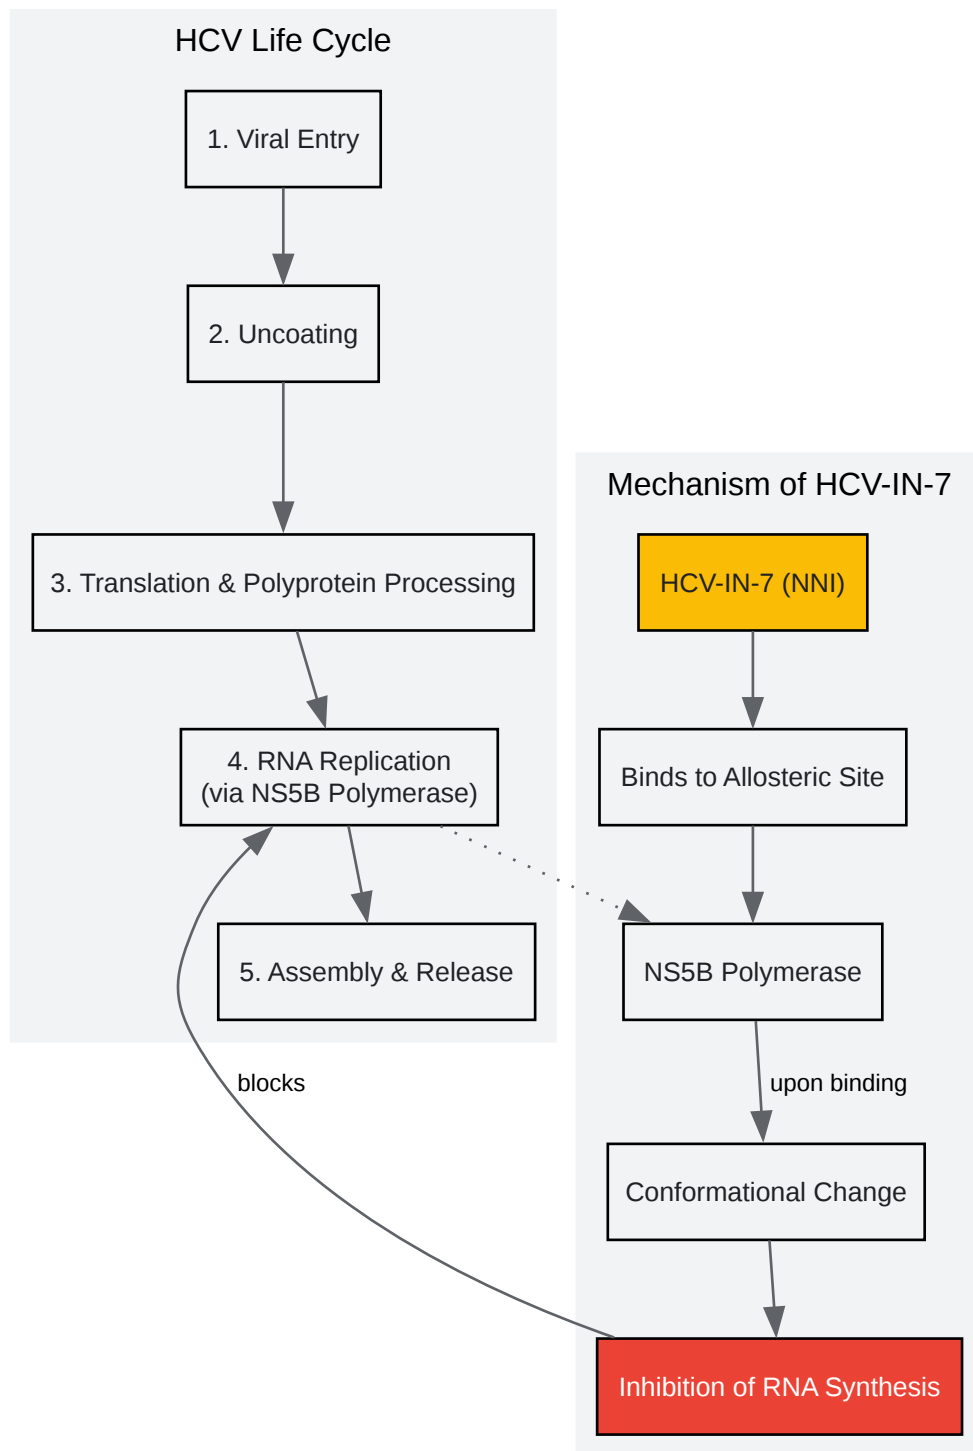 HCV Life Cycle
1. Viral Entry
2. Uncoating
3. Translation & Polyprotein Processing
4. RNA Replication
(via NS5B Polymerase)
5. Assembly & Release
blocks
Mechanism of HCV-IN-7
HCV-IN-7 (NNI)
Binds to Allosteric Site
NS5B Polymerase
upon binding
Conformational Change
Inhibition of RNA Synthesis